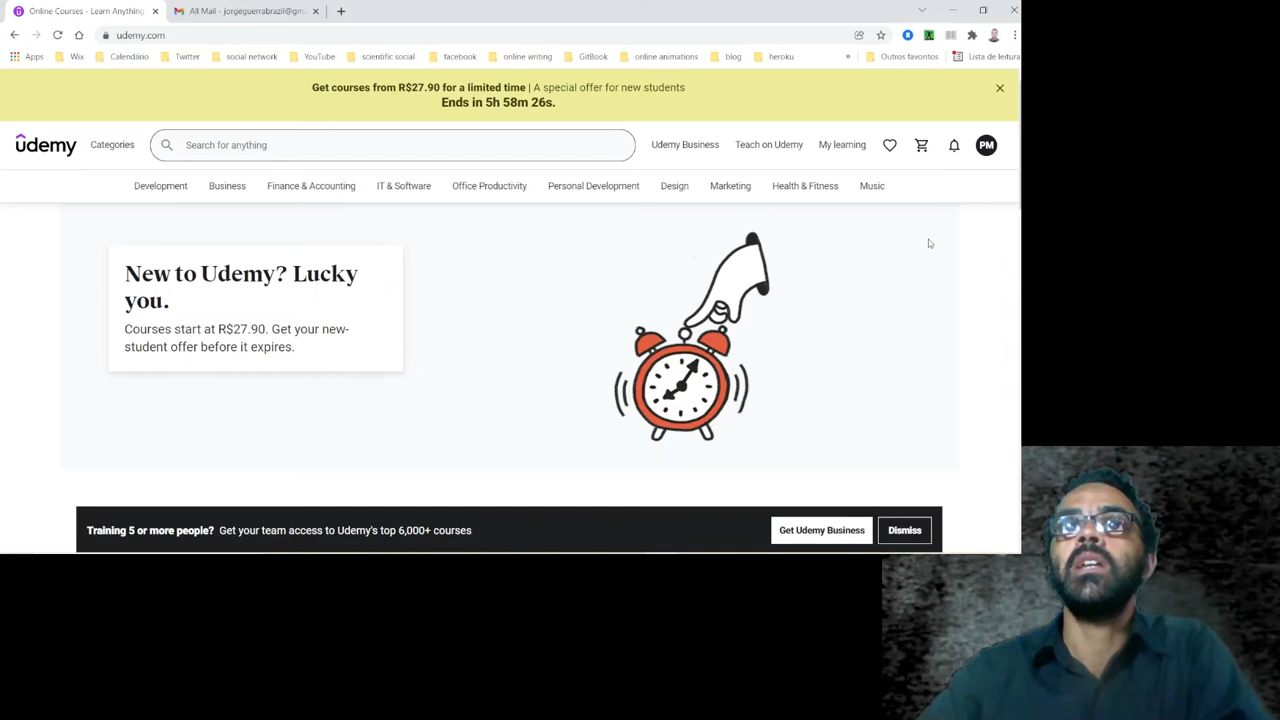 Online Courses - Learn Anything
All Mail - jorgeguerrabrazil@gm
udemy.com
Apps
Wix
Calendário
Twitter
social network
YouTube
scientific social
facebook
online writing
GitBook
online animations
blog
heroku
»
Outros favoritos
Lista de leitura
Get courses from R$27.90 for a limited time | A special offer for new students
Ends in 5h 58m 26s.
udemy
Categories
Search for anything
Udemy Business
Teach on Udemy
My learning
PM
Development
Business
Finance & Accounting
IT & Software
Office Productivity
Personal Development
Design
Marketing
Health & Fitness
Music
New to Udemy? Lucky
you.
Courses start at R$27.90. Get your new-
student offer before it expires.
Training 5 or more people? Get your team access to Udemy's top 6,000+ courses
Get Udemy Business
Dismiss